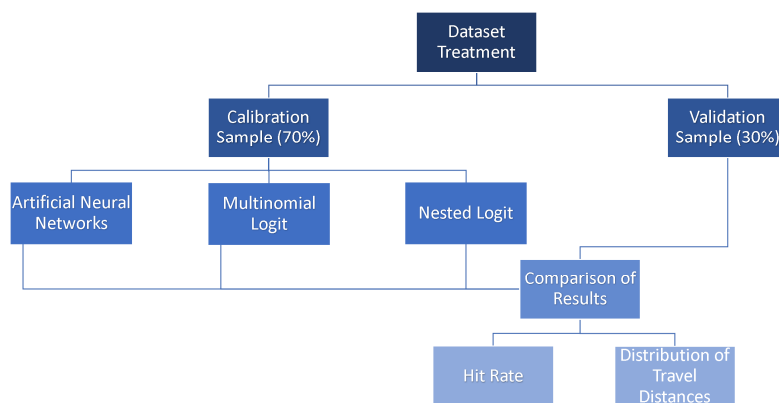 Dataset
Treatment
Calibration
Sample (70%)
Validation
Sample (30%)
Artificial Neural
Networks
Multinomial
Logit
Nested Logit
Comparison of
Results
Hit Rate
Distribution of
Travel
Distances